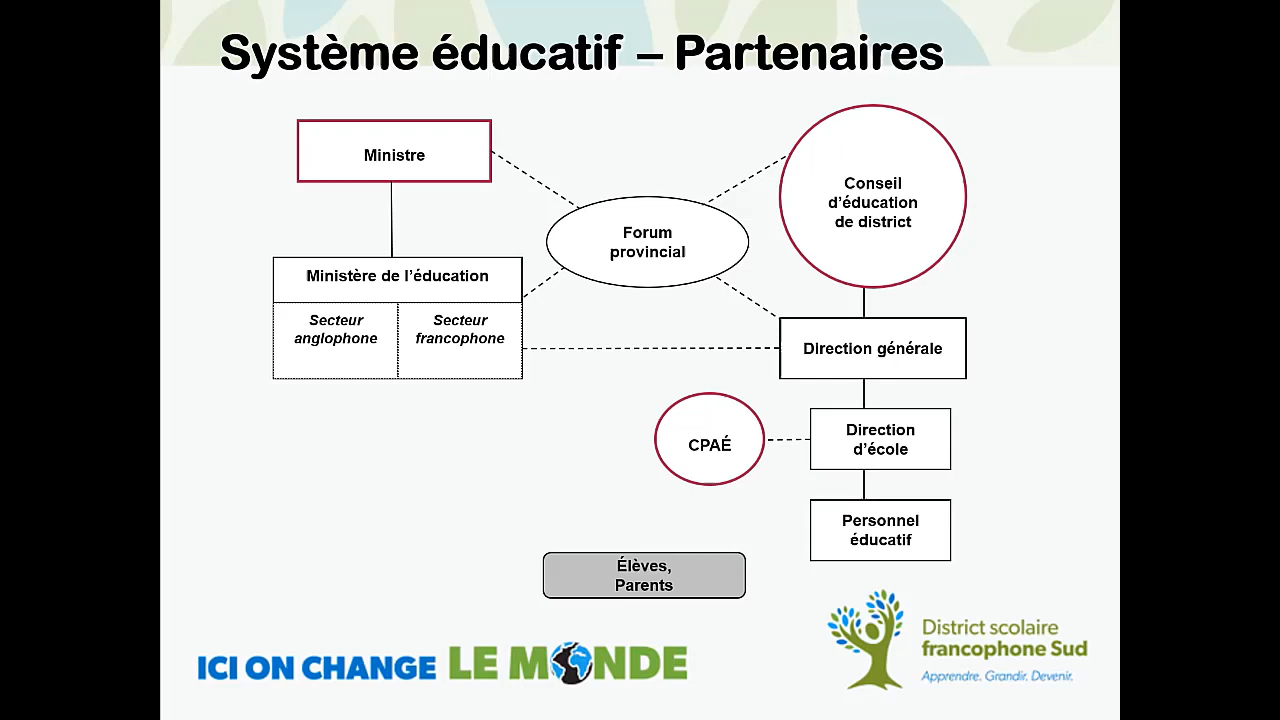 Système éducatif – Partenaires
Ministre
Conseil
d’éducation
de district
Forum
provincial
Ministère de l’éducation
Secteur
anglophone
Secteur
francophone
Direction générale
CPAÉ
Direction
d’école
Personnel
éducatif
Élèves,
Parents
ICI ON CHANGE LE MONDE
District scolaire
francophone Sud
Apprendre. Grandir. Devenir.